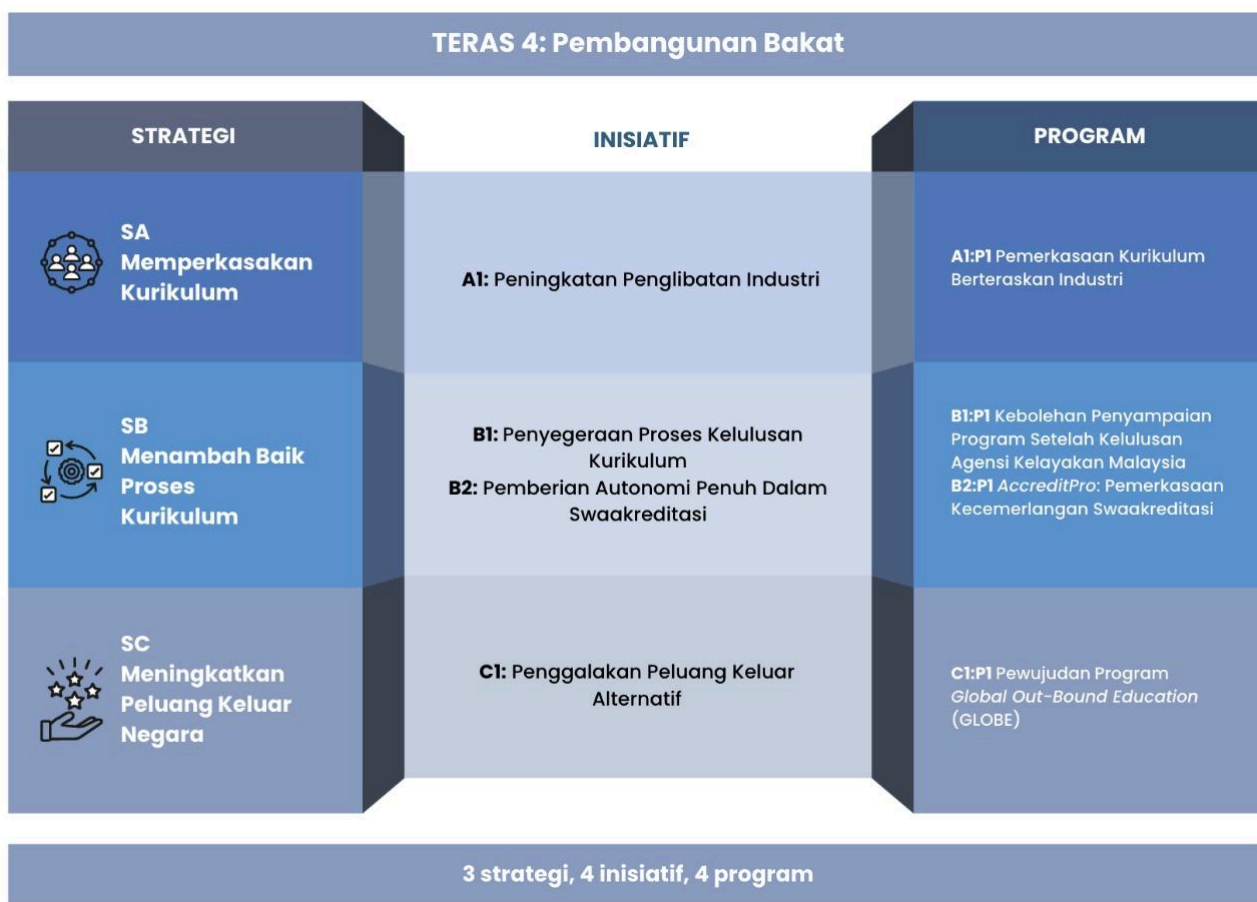 TERAS 4: Pembangunan Bakat
STRATEGI
INISIATIF
PROGRAM
SA
Memperkasakan
Kurikulum
A1: Peningkatan Penglibatan Industri
A1:P1 Pemerkasaan Kurikulum
Berteraskan Industri
SB
Menambah Baik
Proses
Kurikulum
B1: Penyegeraan Proses Kelulusan
Kurikulum
B2: Pemberian Autonomi Penuh Dalam
Swaakreditasi
B1:P1 Kebolehan Penyampaian
Program Setelah Kelulusan
Agensi Kelayakan Malaysia
B2:P1 AccreditPro: Pemerkasaan
Kecemerlangan Swaakreditasi
SC
Meningkatkan
Peluang Keluar
Negara
C1: Penggalakan Peluang Keluar
Alternatif
C1:P1 Pewujudan Program
Global Out-Bound Education
(GLOBE)
3 strategi, 4 inisiatif, 4 program